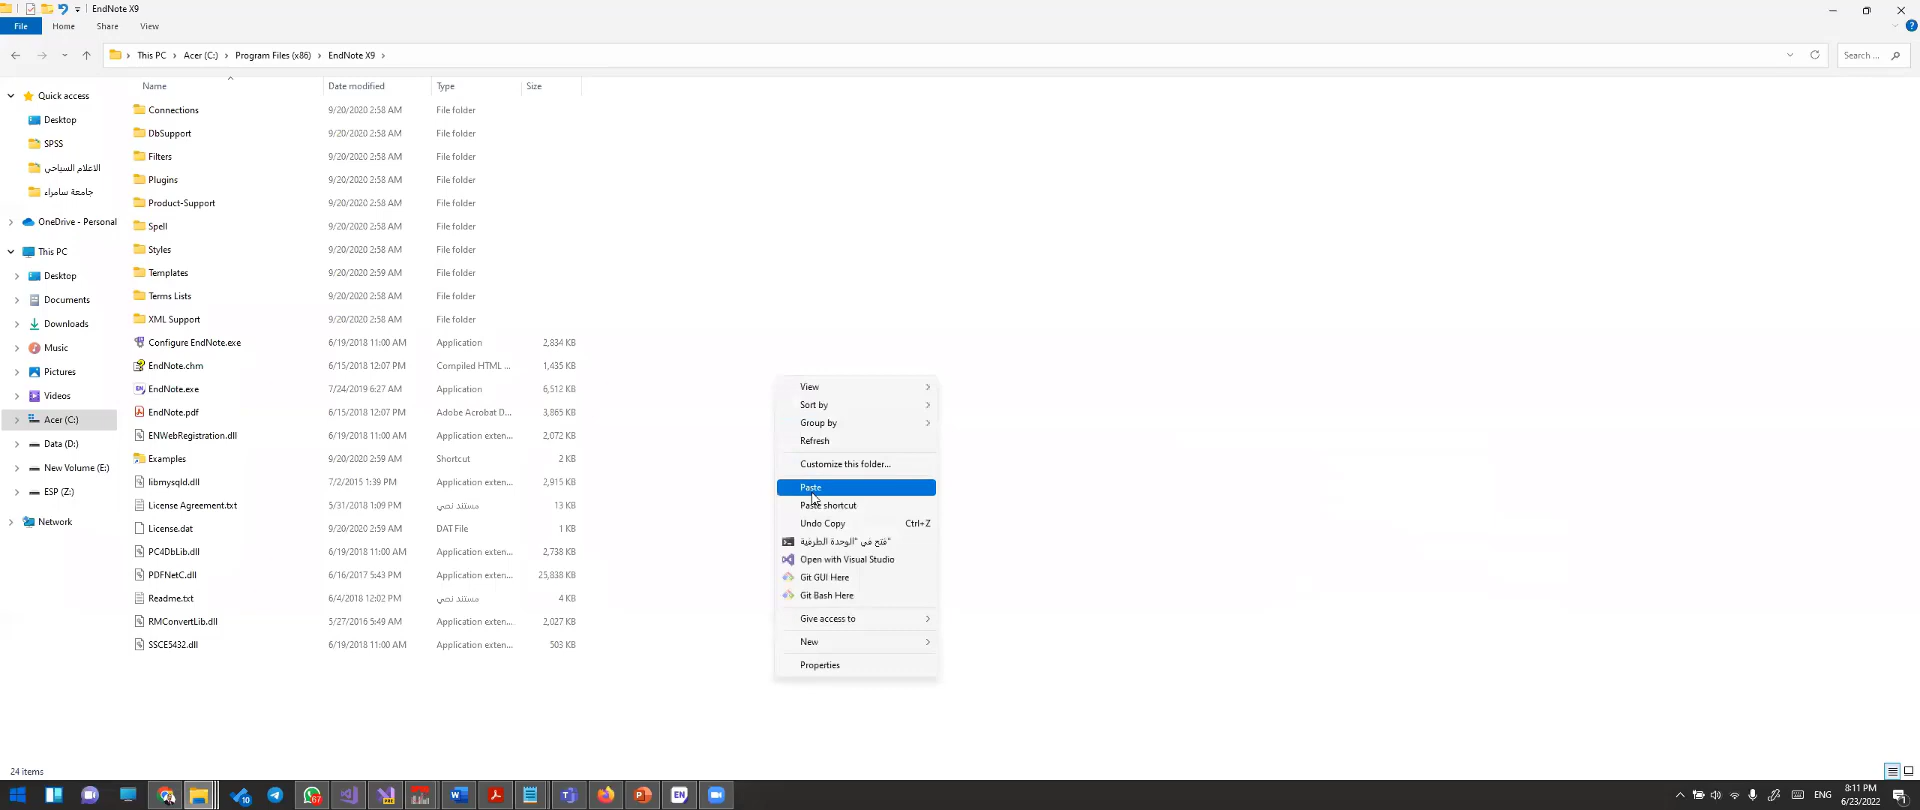 EndNote X9
File
Home
Share
View
This PC
Acer (C:)
Program Files (x86)
EndNote X9
Search ...
Name
Date modified
Type
Size
Quick access
Desktop
SPSS
الاعلام السياحي
جامعة سامراء
OneDrive - Personal
This PC
Desktop
Documents
Downloads
Music
Pictures
Videos
Acer (C:)
Data (D:)
New Volume (E:)
ESP (Z:)
Network
Connections 9/20/2020 2:58 AM File folder
DbSupport 9/20/2020 2:58 AM File folder
Filters 9/20/2020 2:58 AM File folder
Plugins 9/20/2020 2:58 AM File folder
Product-Support 9/20/2020 2:58 AM File folder
Spell 9/20/2020 2:58 AM File folder
Styles 9/20/2020 2:58 AM File folder
Templates 9/20/2020 2:59 AM File folder
Terms Lists 9/20/2020 2:58 AM File folder
XML Support 9/20/2020 2:58 AM File folder
Configure EndNote.exe 6/19/2018 11:00 AM Application 2,834 KB
EndNote.chm 6/15/2018 12:07 PM Compiled HTML ... 1,435 KB
EndNote.exe 7/24/2019 6:27 AM Application 6,512 KB
EndNote.pdf 6/15/2018 12:07 PM Adobe Acrobat D... 3,865 KB
ENWebRegistration.dll 6/19/2018 11:00 AM Application exten... 2,072 KB
Examples 9/20/2020 2:59 AM Shortcut 2 KB
libmysqld.dll 7/2/2015 1:39 PM Application exten... 2,915 KB
License Agreement.txt 5/31/2018 1:09 PM مستند نصي 13 KB
License.dat 9/20/2020 2:59 AM DAT File 1 KB
PC4DbLib.dll 6/19/2018 11:00 AM Application exten... 2,738 KB
PDFNetC.dll 6/16/2017 5:43 PM Application exten... 25,838 KB
Readme.txt 6/4/2018 12:02 PM مستند نصي 4 KB
RMConvertLib.dll 5/27/2016 5:49 AM Application exten... 2,027 KB
SSCE5432.dll 6/19/2018 11:00 AM Application exten... 503 KB
View
Sort by
Group by
Refresh
Customize this folder...
Paste
Paste shortcut
Undo Copy Ctrl+Z
فتح في "الوحدة الطرفية"
Open with Visual Studio
Git GUI Here
Git Bash Here
Give access to
New
Properties
24 items
10
67
PRE
EN
ENG
8:11 PM
6/23/2022